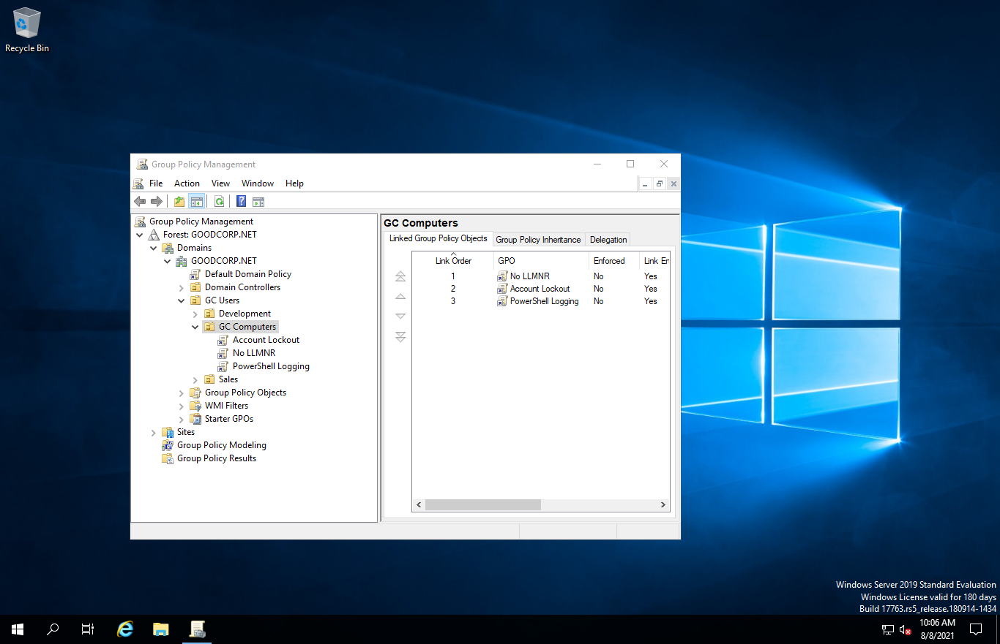 Recycle Bin
Group Policy Management
File Action View Window Help
Group Policy Management
Forest: GOODCORP.NET
Domains
GOODCORP.NET
Default Domain Policy
Domain Controllers
GC Users
Development
GC Computers
Account Lockout
No LLMNR
PowerShell Logging
Sales
Group Policy Objects
WMI Filters
Starter GPOs
Sites
Group Policy Modeling
Group Policy Results
GC Computers
Linked Group Policy Objects Group Policy Inheritance Delegation
Link Order GPO Enforced Link En
1 No LLMNR No Yes
2 Account Lockout No Yes
3 PowerShell Logging No Yes
Windows Server 2019 Standard Evaluation
Windows License valid for 180 days
Build 17763.rs5_release.180914-1434
10:06 AM
8/8/2021